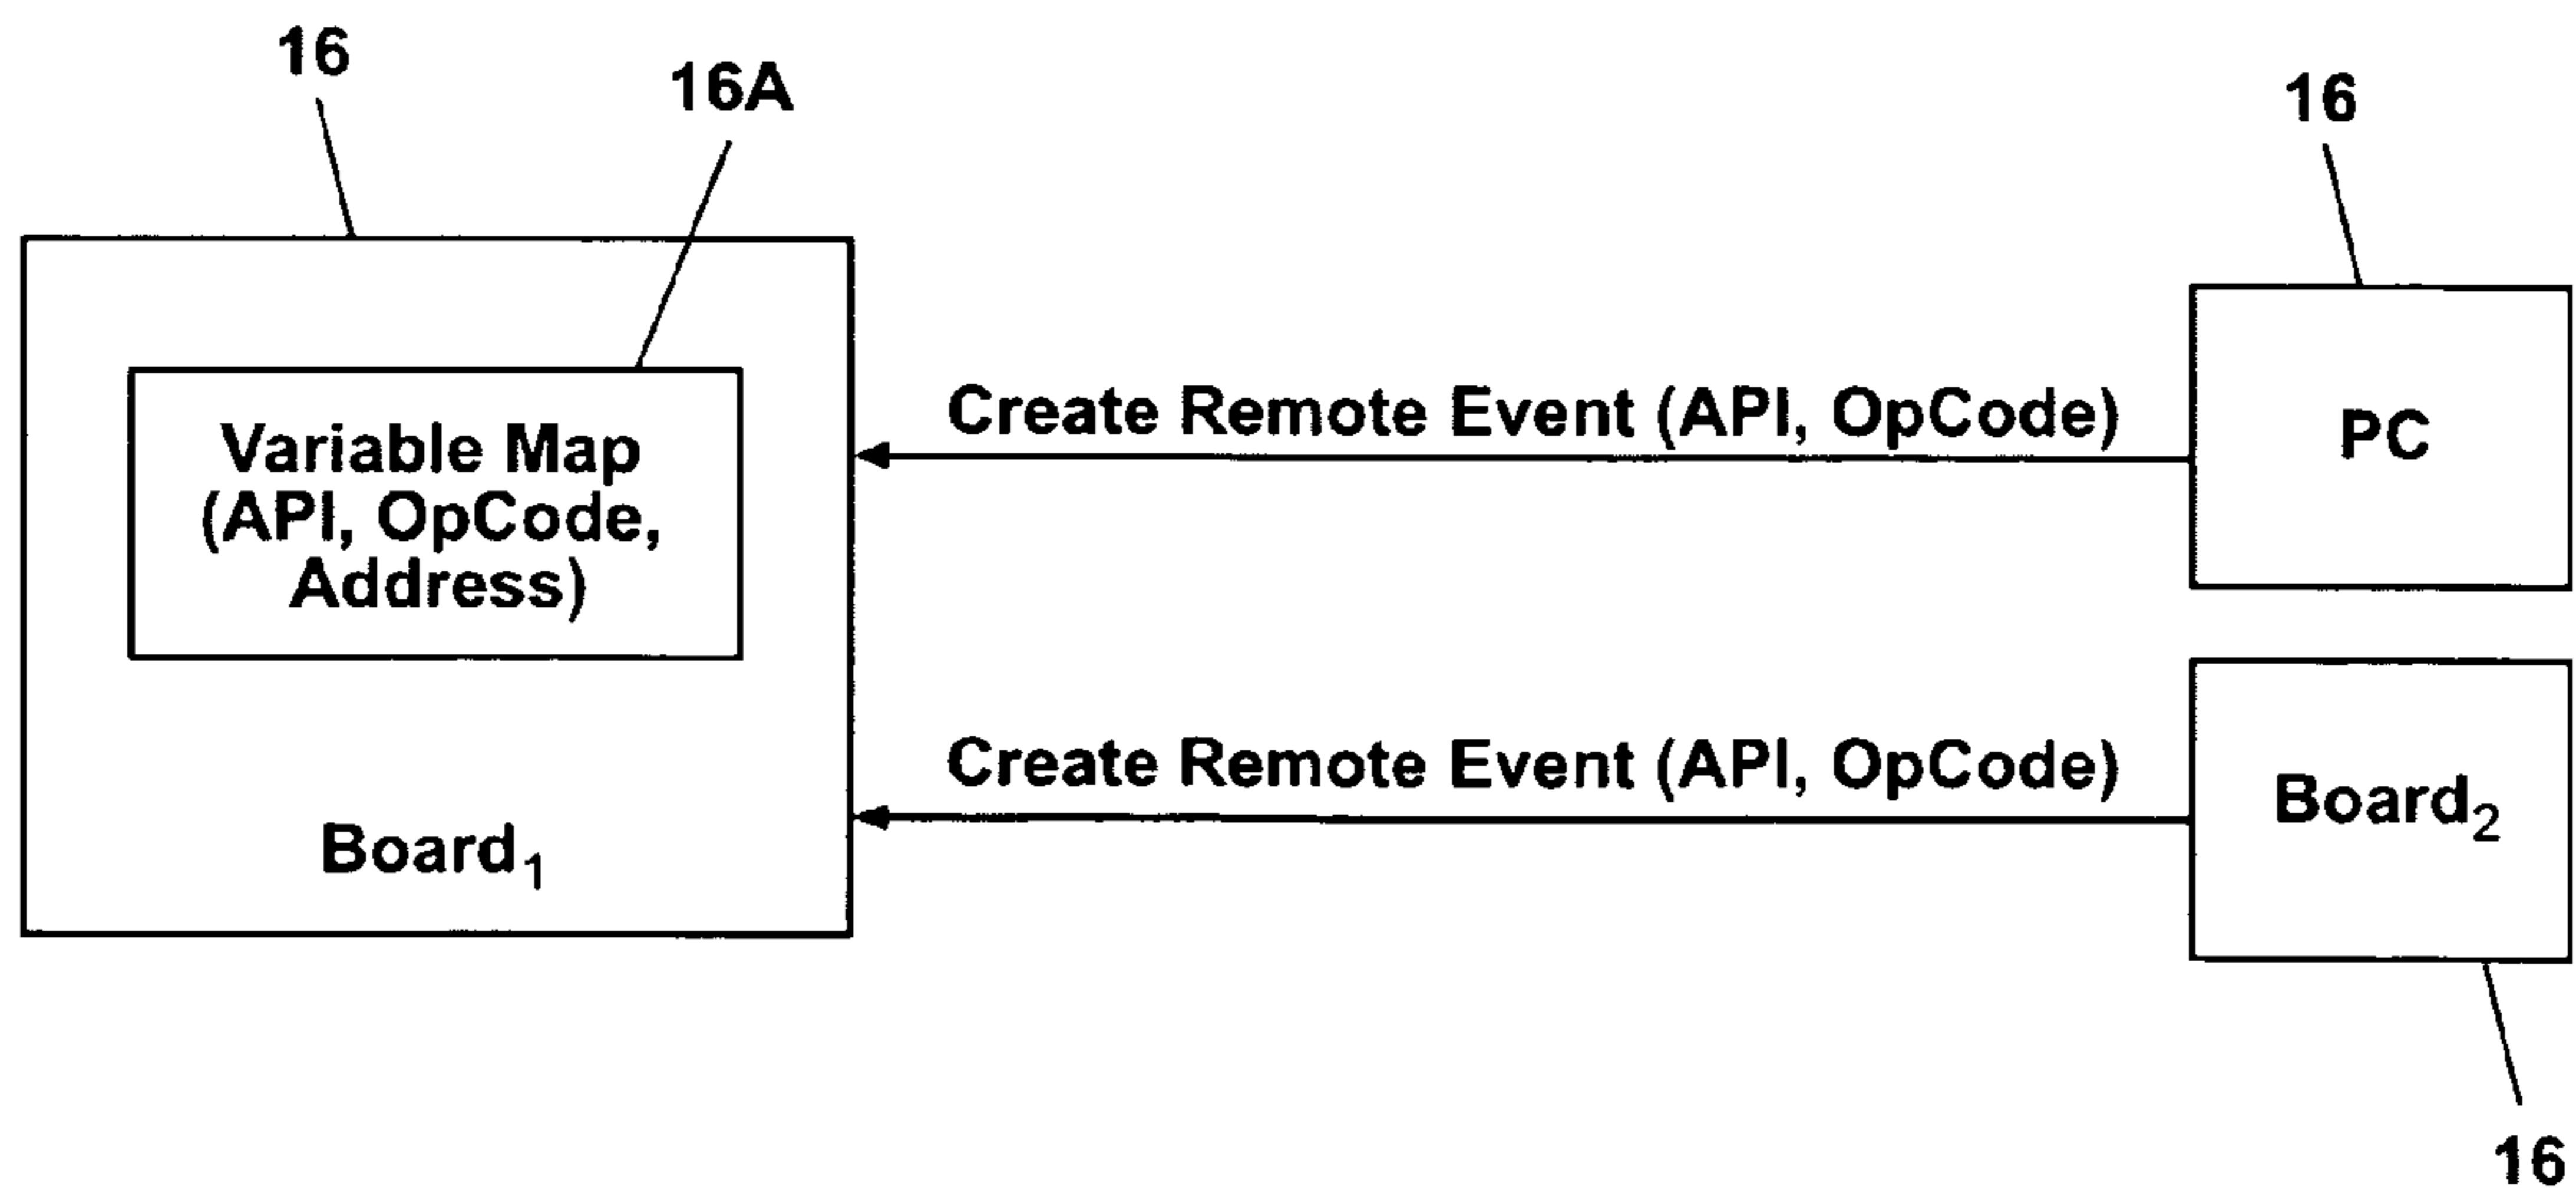 16
16A
16
Variable Map
(API, OpCode,
Address)
Board₁
Create Remote Event (API, OpCode)
PC
Create Remote Event (API, OpCode)
Board₂
16